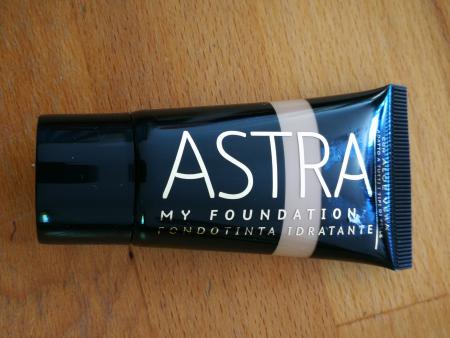 ASTRA
MY FOUNDATION
FONDOTINTA IDRATANTE